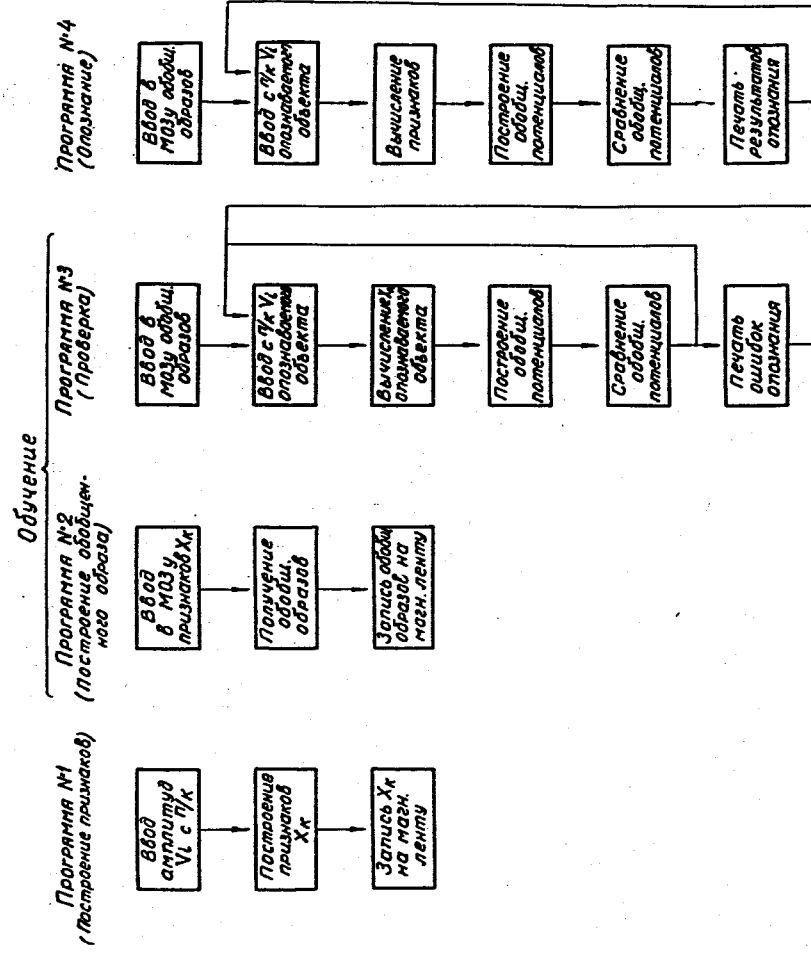 Обучение
Программа №1
(Построение признаков)
Ввод
амплитуд
Vi с п/к
Построение
признаков
Xк
Запись Xк
на магн.
ленту
Программа №2
(Построение обобщен-
ного образа)
Ввод
в МОЗУ
признаков Xк
Получение
обобщ.
образов
Запись обобщ.
образов на
магн. ленту
Программа №3
(Проверка)
Ввод в
МОЗУ обобщ.
образов
Ввод с п/к Vi
опознаваемого
объекта
Вычисление Xк
опознаваемого
объекта
Построение
обобщ.
потенциалов
Сравнение
обобщ.
потенциалов
Печать
ошибок
опознания
Программа №4
(Опознание)
Ввод в
МОЗУ обобщ.
образов
Ввод с п/к Vi
опознаваемого
объекта
Вычисление
признаков
Построение
обобщ.
потенциалов
Сравнение
обобщ.
потенциалов
Печать
результатов
опознания